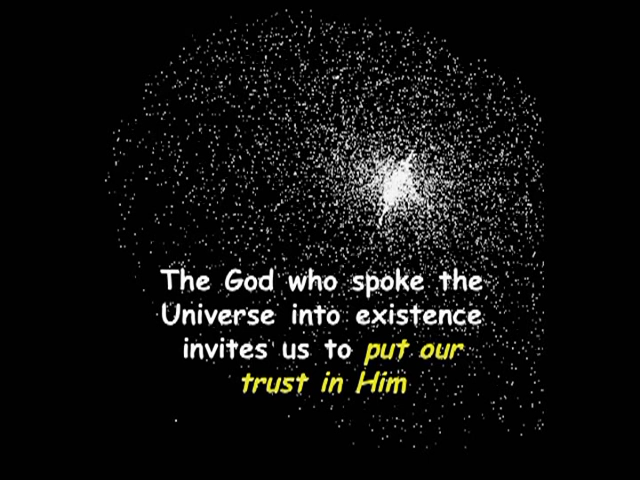 The God who spoke the
Universe into existence
invites us to put our
trust in Him